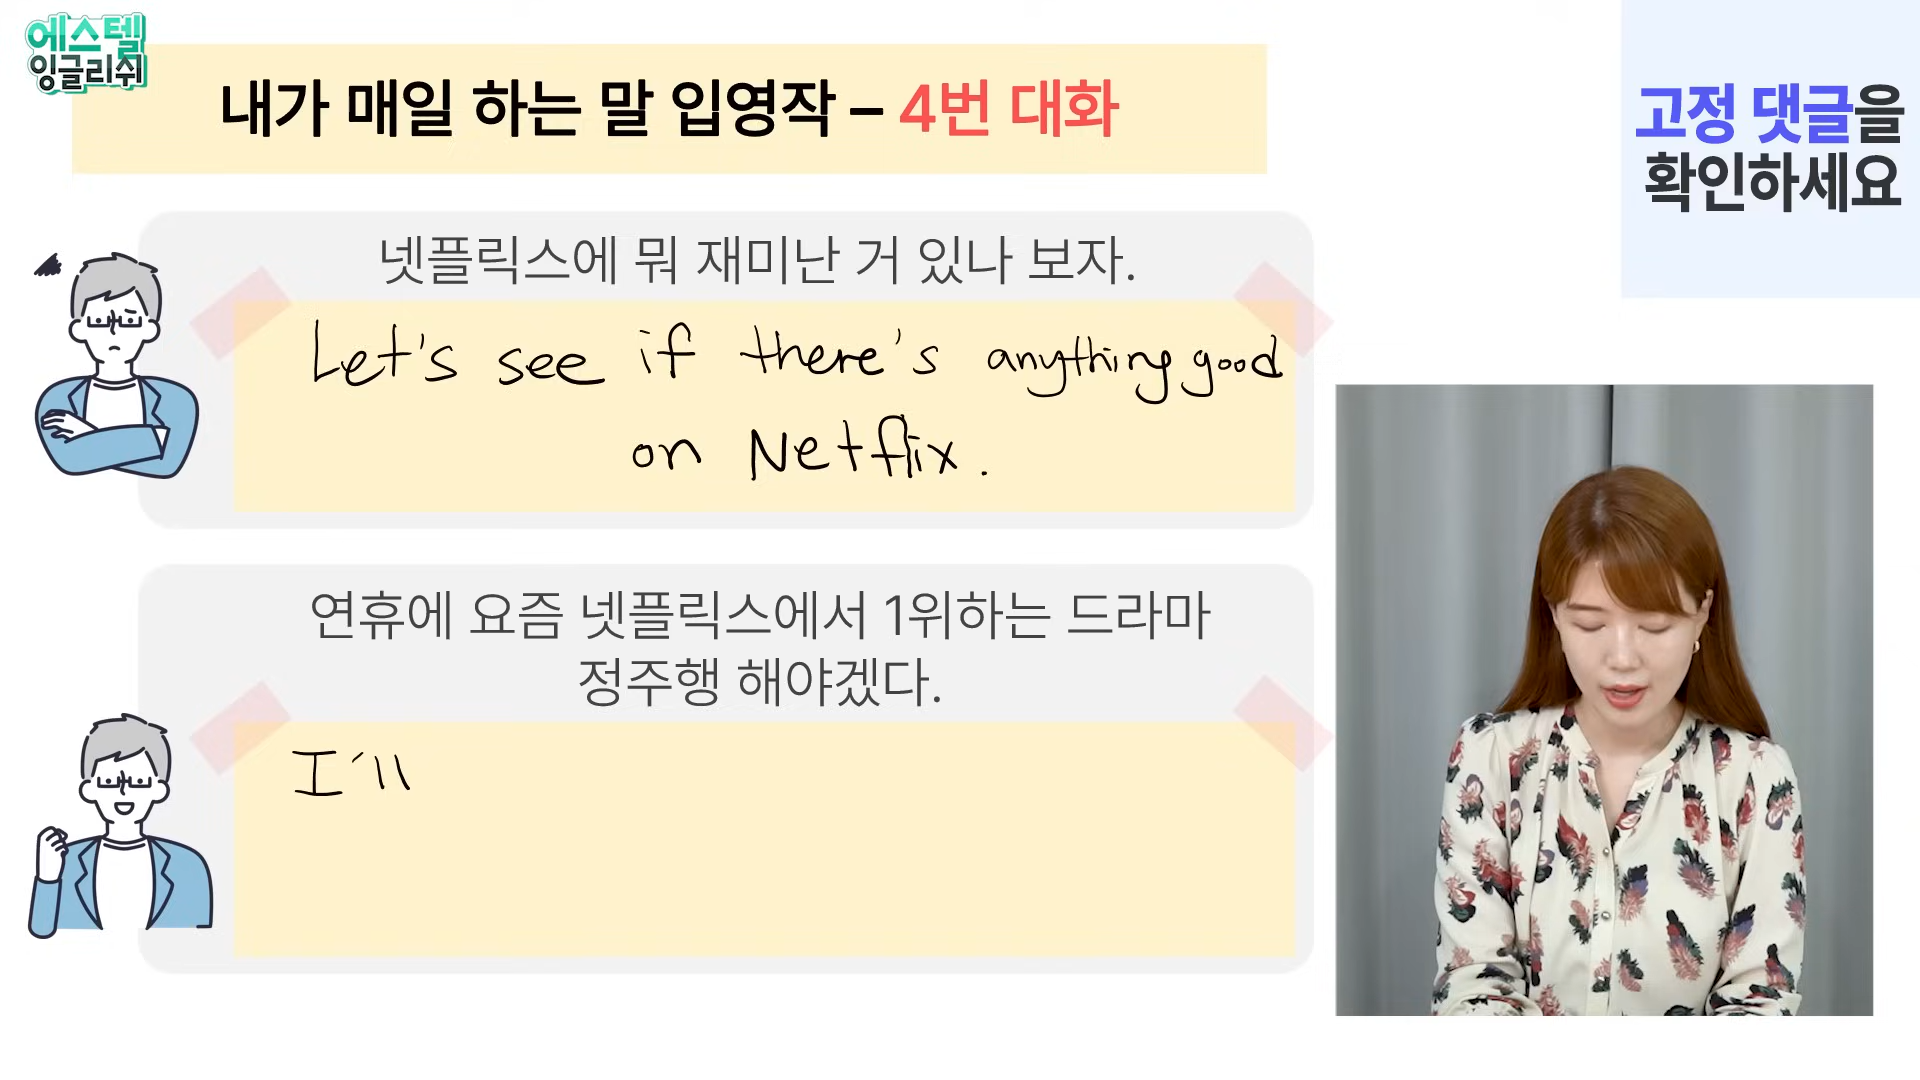 에스텔
잉글리쉬
내가 매일 하는 말 입영작 – 4번 대화
고정 댓글을
확인하세요
넷플릭스에 뭐 재미난 거 있나 보자.
Let's see if there's anything good
on Netflix.
연휴에 요즘 넷플릭스에서 1위하는 드라마
정주행 해야겠다.
I'll